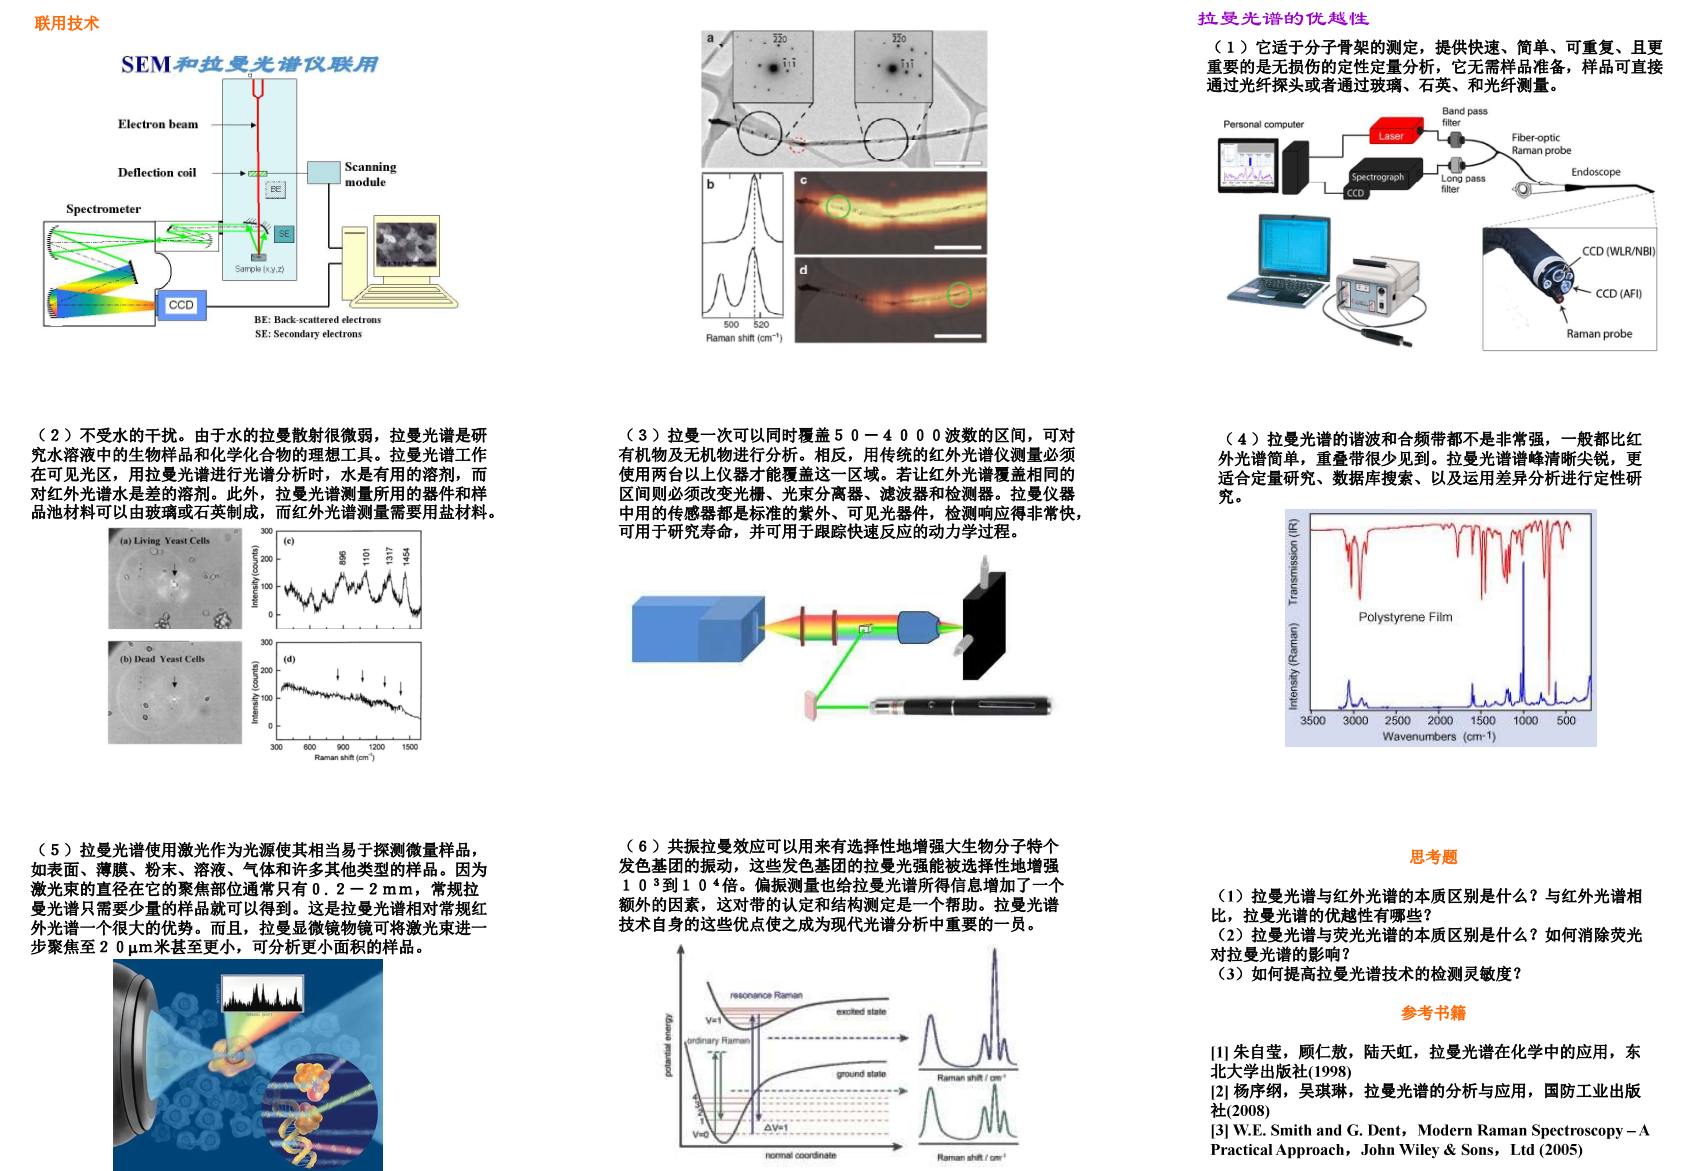 联用技术
SEM和拉曼光谱仪联用
Electron beam
Deflection coil
Scanning
module
BE
Spectrometer
SE
Sample (x,y,z)
CCD
BE: Back-scattered electrons
SE: Secondary electrons
a
220
111
220
111
b
c
d
500
520
Raman shift (cm⁻¹)
拉曼光谱的优越性
（1）它适于分子骨架的测定，提供快速、简单、可重复、且更
重要的是无损伤的定性定量分析，它无需样品准备，样品可直接
通过光纤探头或者通过玻璃、石英、和光纤测量。
Personal computer
Laser
Band pass
filter
Fiber-optic
Raman probe
Spectrograph
CCD
Long pass
filter
Endoscope
CCD (WLR/NBI)
CCD (AFI)
Raman probe
（2）不受水的干扰。由于水的拉曼散射很微弱，拉曼光谱是研
究水溶液中的生物样品和化学化合物的理想工具。拉曼光谱工作
在可见光区，用拉曼光谱进行光谱分析时，水是有用的溶剂，而
对红外光谱水是差的溶剂。此外，拉曼光谱测量所用的器件和样
品池材料可以由玻璃或石英制成，而红外光谱测量需要用盐材料。
(a) Living Yeast Cells
(b) Dead Yeast Cells
(c)
896
1101
1317
1454
Intensity (counts)
300
200
100
0
(d)
Intensity (counts)
300
200
100
0
300
600
900
1200
1500
Raman shift (cm⁻¹)
（3）拉曼一次可以同时覆盖50－4000波数的区间，可对
有机物及无机物进行分析。相反，用传统的红外光谱仪测量必须
使用两台以上仪器才能覆盖这一区域。若让红外光谱覆盖相同的
区间则必须改变光栅、光束分离器、滤波器和检测器。拉曼仪器
中用的传感器都是标准的紫外、可见光器件，检测响应得非常快，
可用于研究寿命，并可用于跟踪快速反应的动力学过程。
（4）拉曼光谱的谐波和合频带都不是非常强，一般都比红
外光谱简单，重叠带很少见到。拉曼光谱谱峰清晰尖锐，更
适合定量研究、数据库搜索、以及运用差异分析进行定性研
究。
Transmission (IR)
Intensity (Raman)
Polystyrene Film
3500 3000 2500 2000 1500 1000 500
Wavenumbers (cm-1)
（5）拉曼光谱使用激光作为光源使其相当易于探测微量样品，
如表面、薄膜、粉末、溶液、气体和许多其他类型的样品。因为
激光束的直径在它的聚焦部位通常只有0.2－2mm，常规拉
曼光谱只需要少量的样品就可以得到。这是拉曼光谱相对常规红
外光谱一个很大的优势。而且，拉曼显微镜物镜可将激光束进一
步聚焦至20μm米甚至更小，可分析更小面积的样品。
（6）共振拉曼效应可以用来有选择性地增强大生物分子特个
发色基团的振动，这些发色基团的拉曼光强能被选择性地增强
10³到10⁴倍。偏振测量也给拉曼光谱所得信息增加了一个
额外的因素，这对带的认定和结构测定是一个帮助。拉曼光谱
技术自身的这些优点使之成为现代光谱分析中重要的一员。
potential energy
resonance Raman
V=1
excited state
ordinary Raman
ground state
4
3
2
1
V=0
ΔV=1
normal coordinate
Raman shift / cm⁻¹
Raman shift / cm⁻¹
思考题
（1）拉曼光谱与红外光谱的本质区别是什么？与红外光谱相
比，拉曼光谱的优越性有哪些？
（2）拉曼光谱与荧光光谱的本质区别是什么？如何消除荧光
对拉曼光谱的影响？
（3）如何提高拉曼光谱技术的检测灵敏度？
参考书籍
[1] 朱自莹，顾仁敖，陆天虹，拉曼光谱在化学中的应用，东
北大学出版社(1998)
[2] 杨序纲，吴琪琳，拉曼光谱的分析与应用，国防工业出版
社(2008)
[3] W.E. Smith and G. Dent，Modern Raman Spectroscopy – A
Practical Approach，John Wiley & Sons，Ltd (2005)